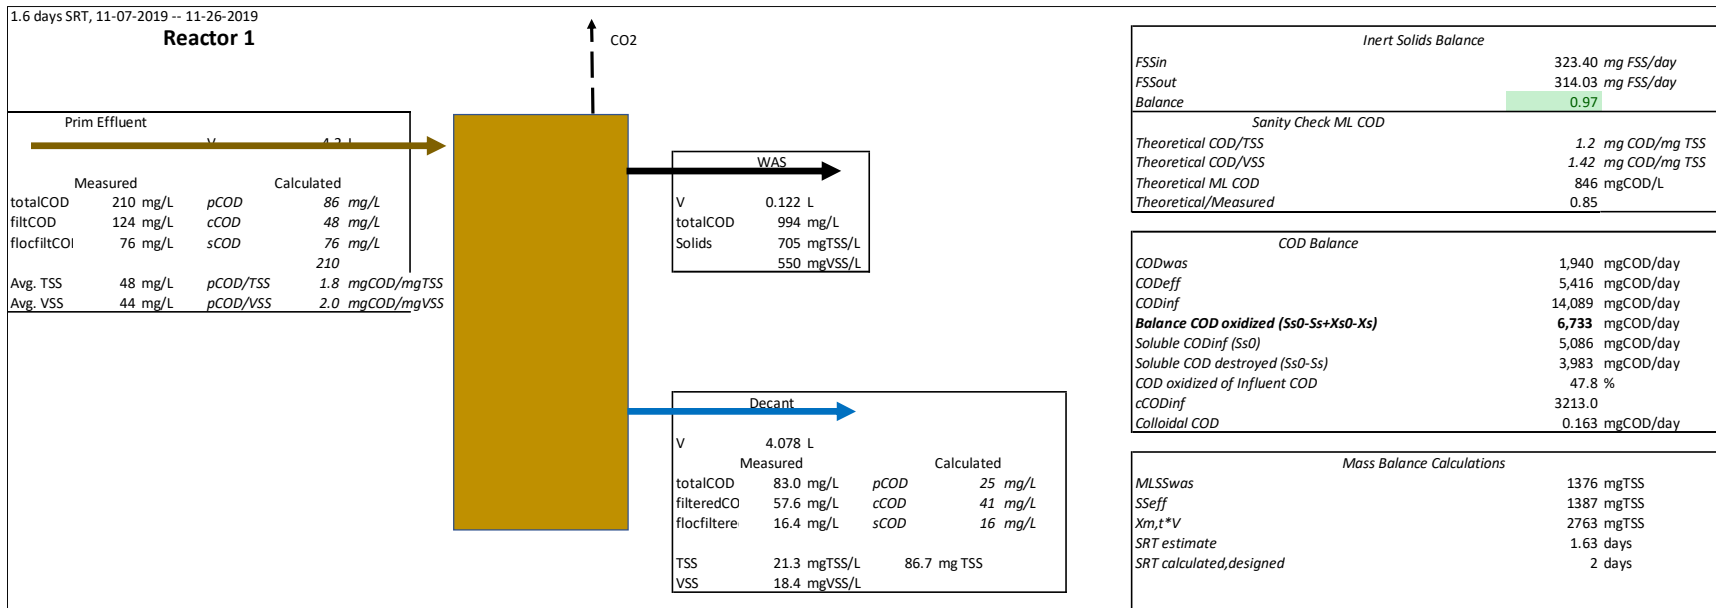 1.6 days SRT, 11-07-2019 -- 11-26-2019
Reactor 1
CO2
Prim Effluent
Measured Calculated
totalCOD 210 mg/L pCOD 86 mg/L
filtCOD 124 mg/L cCOD 48 mg/L
flocfiltCO 76 mg/L sCOD 76 mg/L
210
Avg. TSS 48 mg/L pCOD/TSS 1.8 mgCOD/mgTSS
Avg. VSS 44 mg/L pCOD/VSS 2.0 mgCOD/mgVSS
WAS
V 0.122 L
totalCOD 994 mg/L
Solids 705 mgTSS/L
550 mgVSS/L
Decant
V 4.078 L
Measured Calculated
totalCOD 83.0 mg/L pCOD 25 mg/L
filteredCO 57.6 mg/L cCOD 41 mg/L
flocfiltere 16.4 mg/L sCOD 16 mg/L
TSS 21.3 mgTSS/L 86.7 mg TSS
VSS 18.4 mgVSS/L
Inert Solids Balance
FSSin 323.40 mg FSS/day
FSSout 314.03 mg FSS/day
Balance 0.97
Sanity Check ML COD
Theoretical COD/TSS 1.2 mg COD/mg TSS
Theoretical COD/VSS 1.42 mg COD/mg TSS
Theoretical ML COD 846 mgCOD/L
Theoretical/Measured 0.85
COD Balance
CODwas 1,940 mgCOD/day
CODeff 5,416 mgCOD/day
CODinf 14,089 mgCOD/day
Balance COD oxidized (Ss0-Ss+Xs0-Xs) 6,733 mgCOD/day
Soluble CODinf (Ss0) 5,086 mgCOD/day
Soluble COD destroyed (Ss0-Ss) 3,983 mgCOD/day
COD oxidized of Influent COD 47.8 %
cCODinf 3213.0
Colloidal COD 0.163 mgCOD/day
Mass Balance Calculations
MLSSwas 1376 mgTSS
SSeff 1387 mgTSS
Xm,t*V 2763 mgTSS
SRT estimate 1.63 days
SRT calculated,designed 2 days